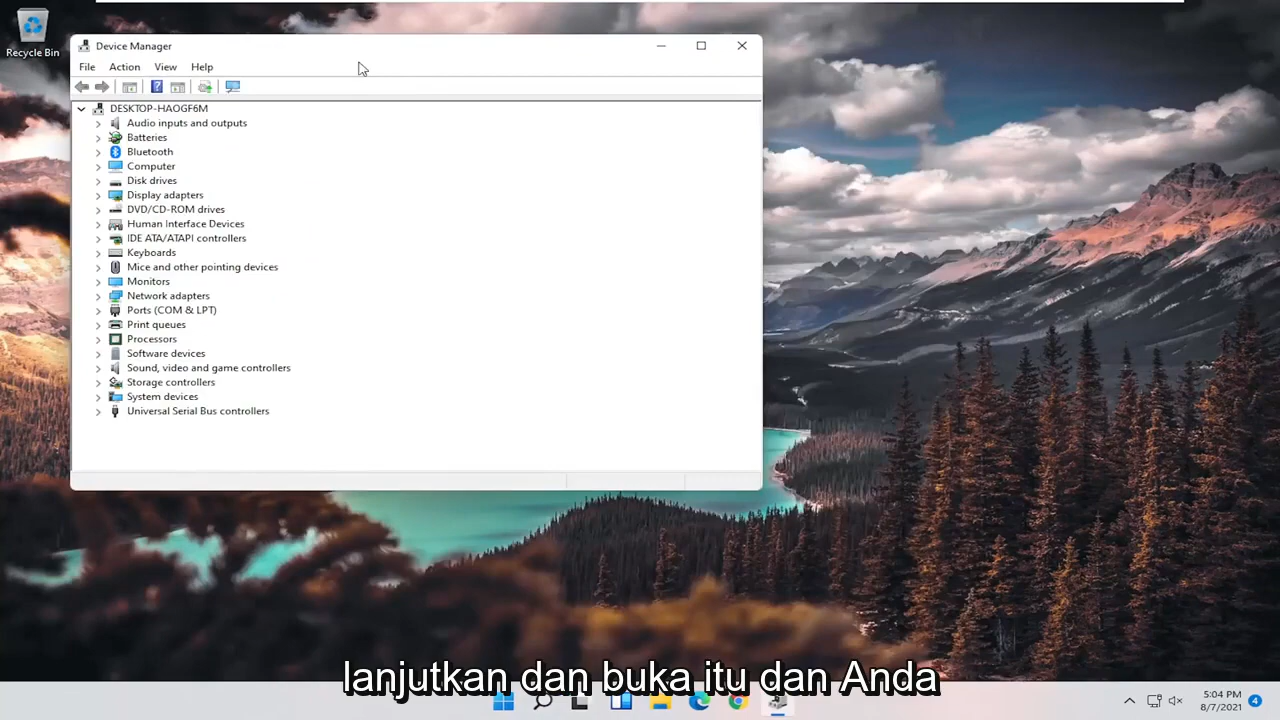 Recycle Bin
Device Manager
File Action View Help
DESKTOP-HAOGF6M
Audio inputs and outputs
Batteries
Bluetooth
Computer
Disk drives
Display adapters
DVD/CD-ROM drives
Human Interface Devices
IDE ATA/ATAPI controllers
Keyboards
Mice and other pointing devices
Monitors
Network adapters
Ports (COM & LPT)
Print queues
Processors
Software devices
Sound, video and game controllers
Storage controllers
System devices
Universal Serial Bus controllers
lanjutkan dan buka itu dan Anda
5:04 PM
8/7/2021
4